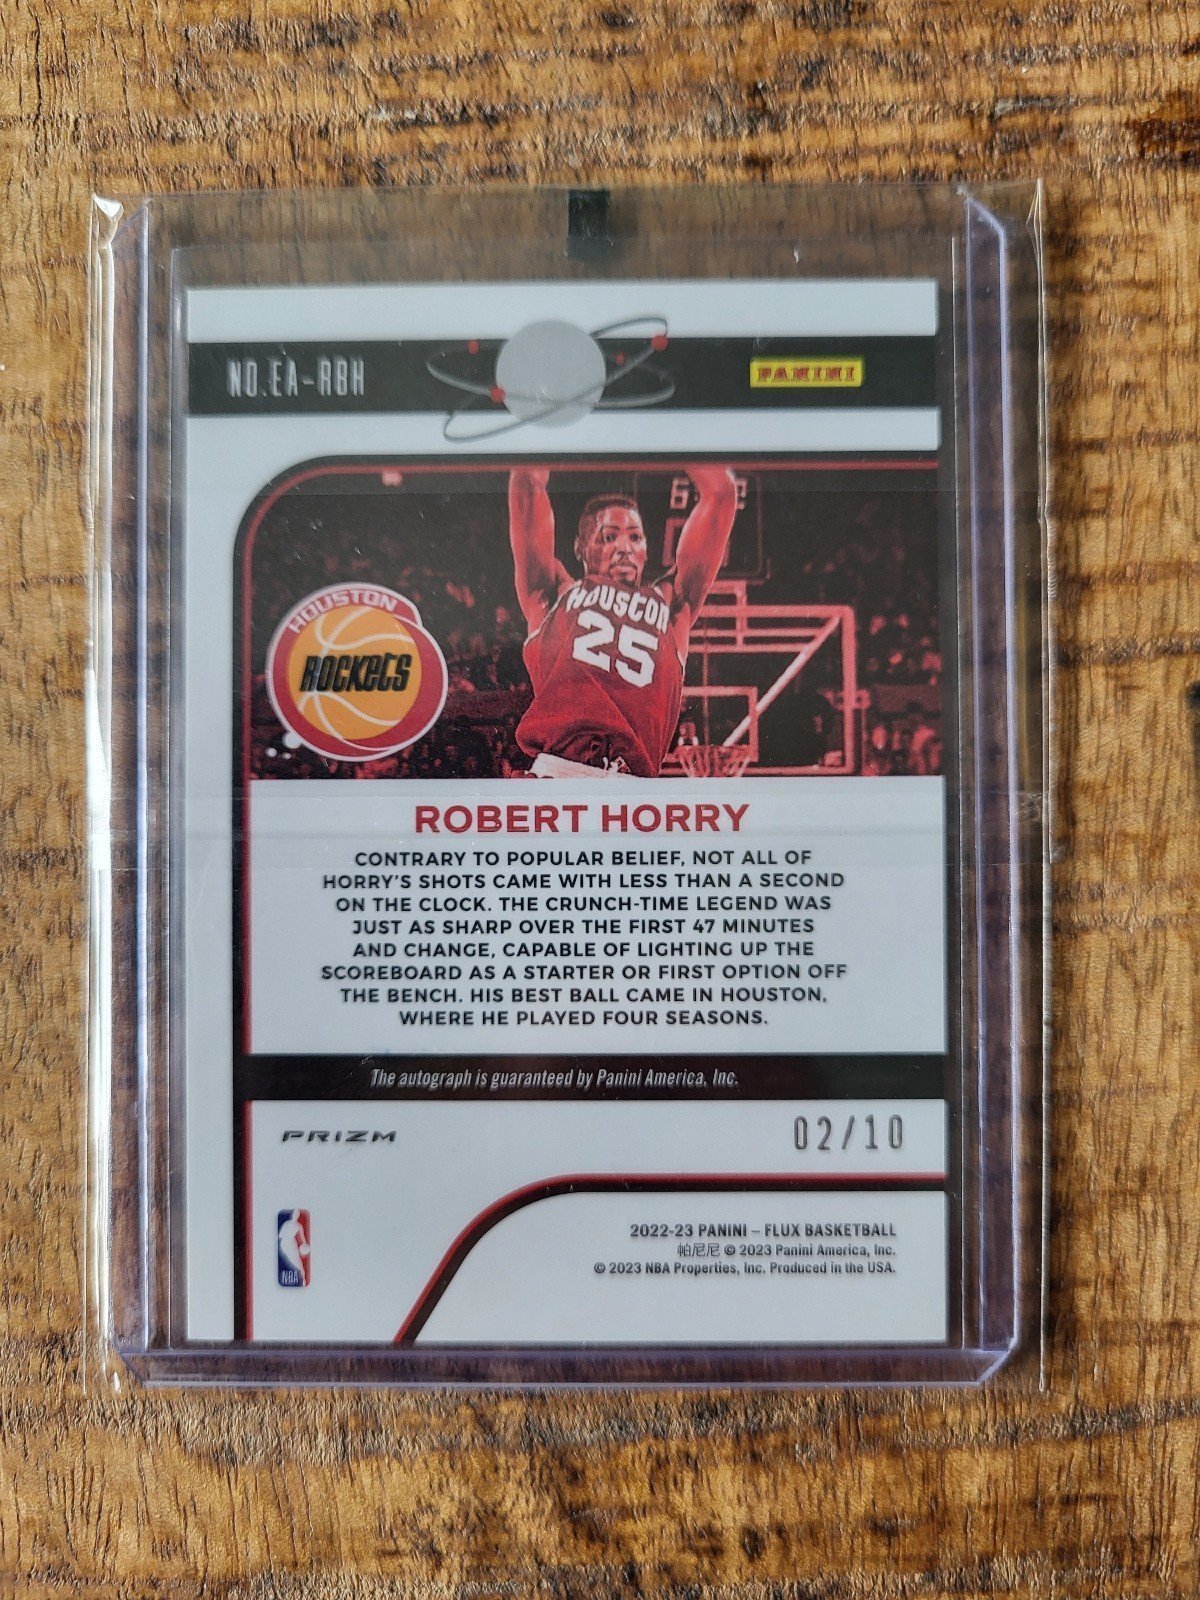 NO.EA-RBH
PANINI
HOUSTON
ROCKETS
HOUSTON
25
ROBERT HORRY
CONTRARY TO POPULAR BELIEF, NOT ALL OF
HORRY'S SHOTS CAME WITH LESS THAN A SECOND
ON THE CLOCK. THE CRUNCH-TIME LEGEND WAS
JUST AS SHARP OVER THE FIRST 47 MINUTES
AND CHANGE, CAPABLE OF LIGHTING UP THE
SCOREBOARD AS A STARTER OR FIRST OPTION OFF
THE BENCH. HIS BEST BALL CAME IN HOUSTON,
WHERE HE PLAYED FOUR SEASONS.
The autograph is guaranteed by Panini America, Inc.
PRIZM
02/10
NBA
2022-23 PANINI – FLUX BASKETBALL
帕尼尼 © 2023 Panini America, Inc.
© 2023 NBA Properties, Inc. Produced in the USA.